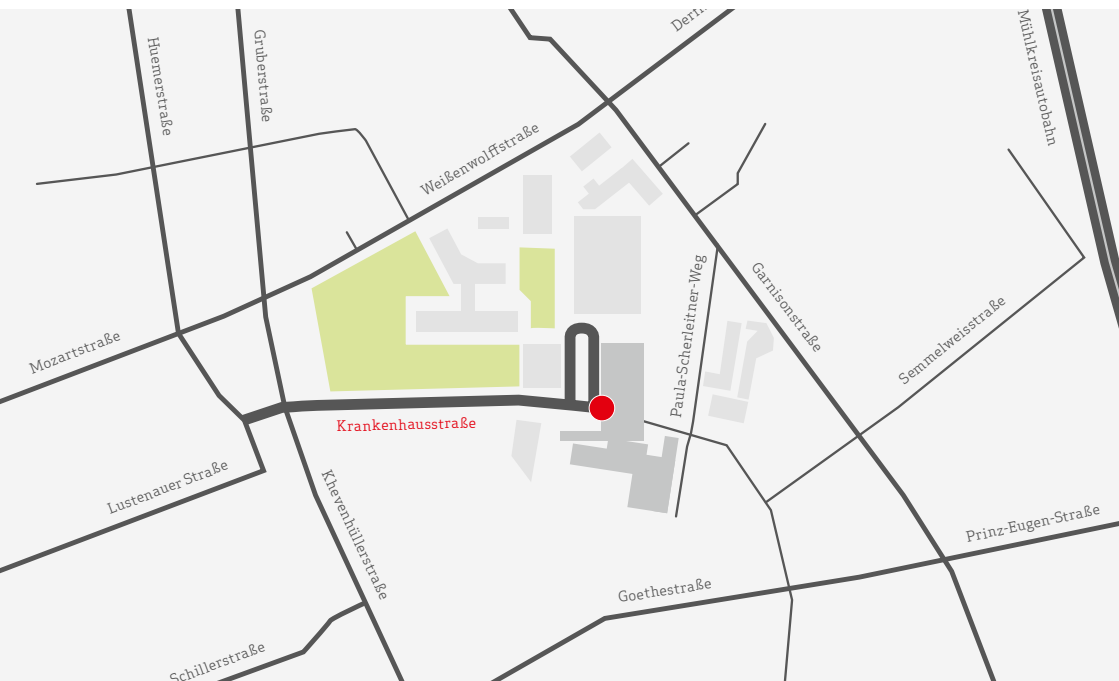 Huemerstraße
Gruberstraße
Mühlkreisautobahn
Weißenwolffstraße
Mozartstraße
Paula-Scherleitner-Weg
Garnisonstraße
Semmelweisstraße
Krankenhausstraße
Lustenauer Straße
Khevenhüllerstraße
Prinz-Eugen-Straße
Goethestraße
Schillerstraße